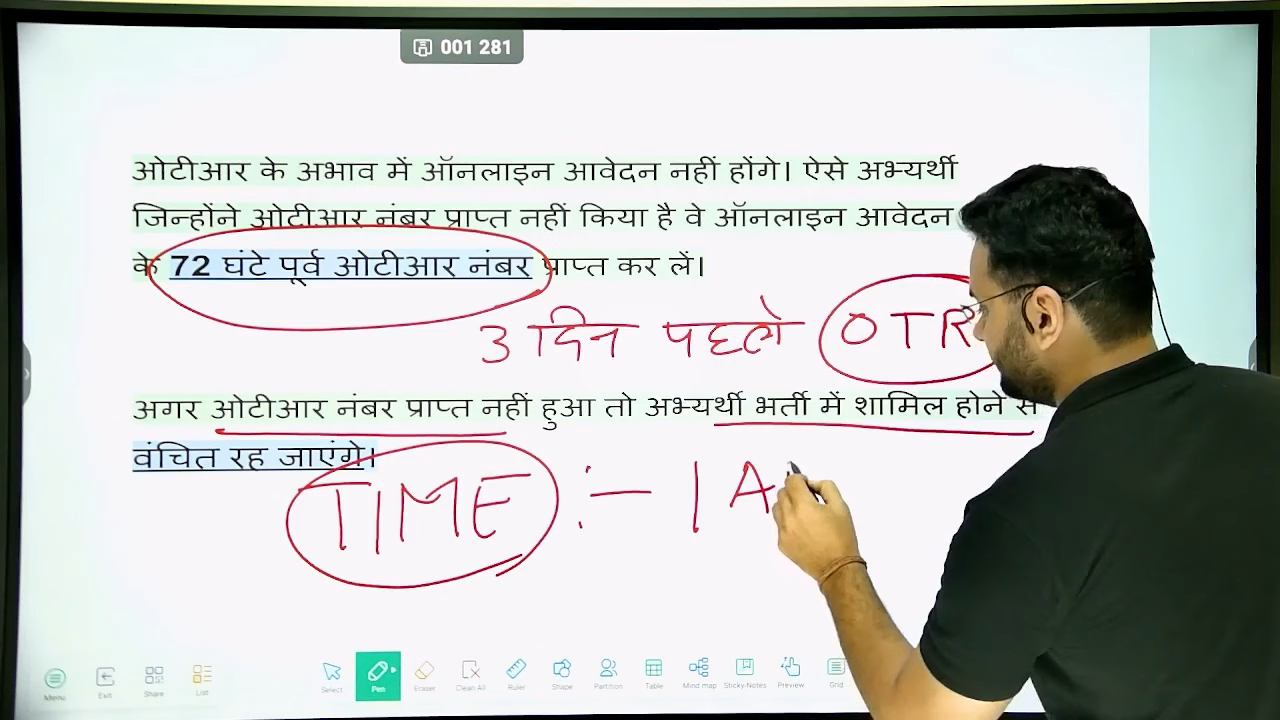 001 281
ओटीआर के अभाव में ऑनलाइन आवेदन नहीं होंगे। ऐसे अभ्यर्थी
जिन्होंने ओटीआर नंबर प्राप्त नहीं किया है वे ऑनलाइन आवेदन
के 72 घंटे पूर्व ओटीआर नंबर प्राप्त कर लें।
3 दिन पहले OTR
अगर ओटीआर नंबर प्राप्त नहीं हुआ तो अभ्यर्थी भर्ती में शामिल होने से
वंचित रह जाएंगे।
TIME :- 1 A
Menu Exit Share List Select Pen Eraser Clean All Ruler Shape Partition Table Mind map Sticky-Notes Preview Grid